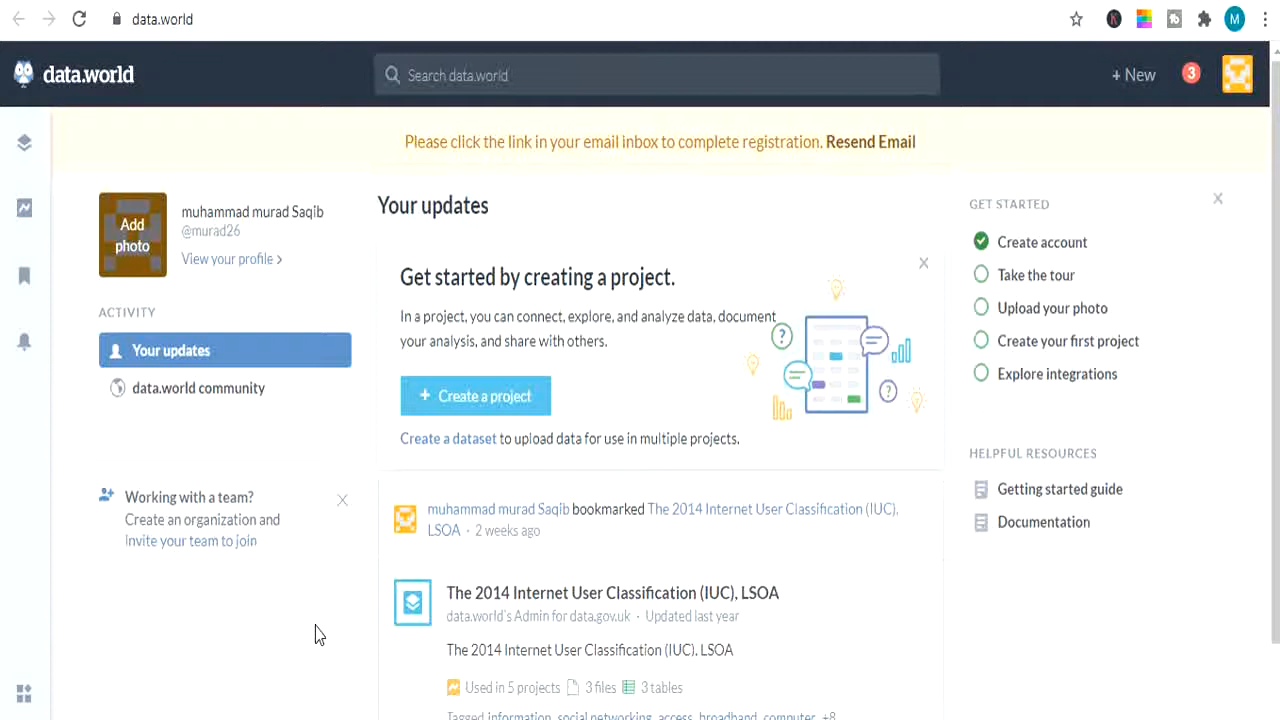 data.world
M
data.world
Search data.world
+ New
3
Please click the link in your email inbox to complete registration. Resend Email
Add
photo
muhammad murad Saqib
@murad26
View your profile >
ACTIVITY
Your updates
data.world community
Working with a team?
Create an organization and
Invite your team to join
Your updates
Get started by creating a project.
In a project, you can connect, explore, and analyze data, document
your analysis, and share with others.
+ Create a project
Create a dataset to upload data for use in multiple projects.
muhammad murad Saqib bookmarked The 2014 Internet User Classification (IUC),
LSOA · 2 weeks ago
The 2014 Internet User Classification (IUC), LSOA
data.world's Admin for data.gov.uk · Updated last year
The 2014 Internet User Classification (IUC). LSOA
Used in 5 projects 3 files 3 tables
Tagged information, social networking, access, broadband, computer, +8
GET STARTED
Create account
Take the tour
Upload your photo
Create your first project
Explore integrations
HELPFUL RESOURCES
Getting started guide
Documentation